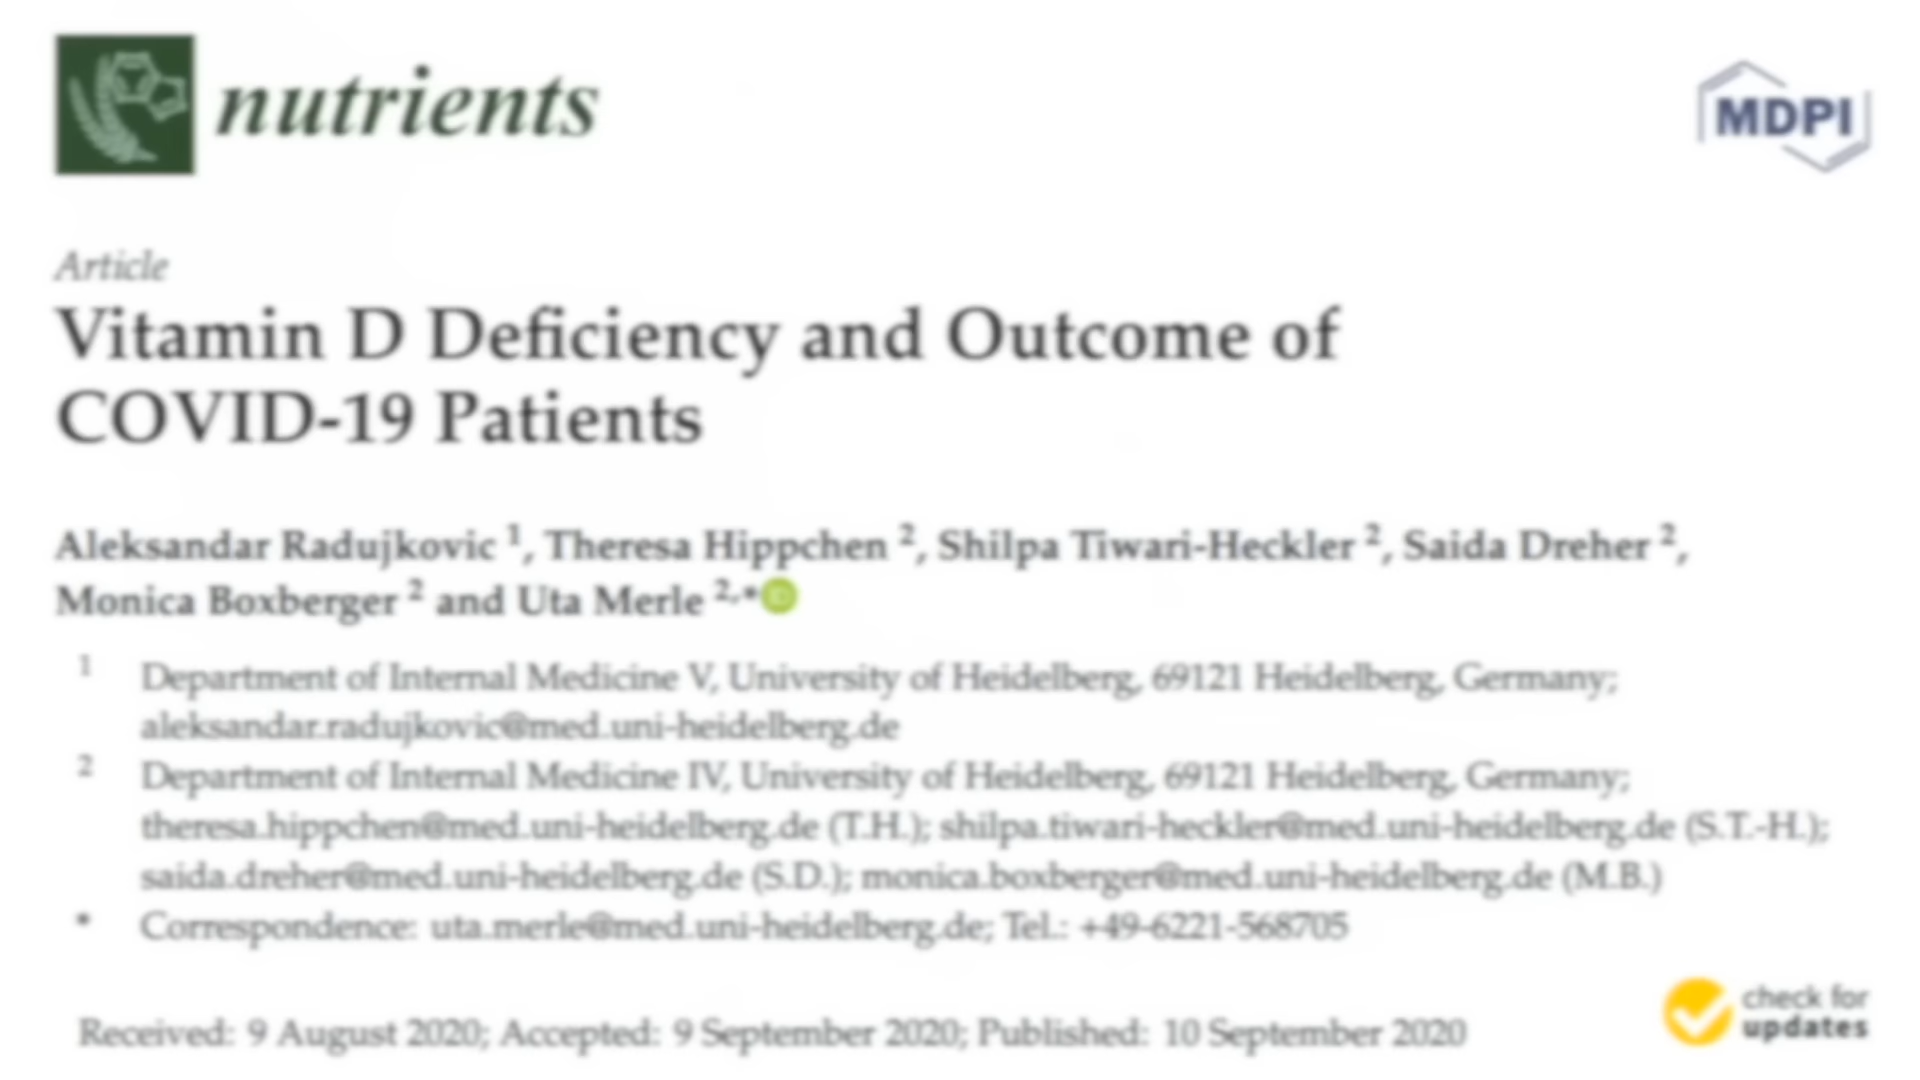 nutrients
MDPI
Article
Vitamin D Deficiency and Outcome of
COVID-19 Patients
Aleksandar Radujkovic 1, Theresa Hippchen 2, Shilpa Tiwari-Heckler 2, Saida Dreher 2,
Monica Boxberger 2 and Uta Merle 2,* iD
1 Department of Internal Medicine V, University of Heidelberg, 69121 Heidelberg, Germany;
aleksandar.radujkovic@med.uni-heidelberg.de
2 Department of Internal Medicine IV, University of Heidelberg, 69121 Heidelberg, Germany;
theresa.hippchen@med.uni-heidelberg.de (T.H.); shilpa.tiwari-heckler@med.uni-heidelberg.de (S.T.-H.);
saida.dreher@med.uni-heidelberg.de (S.D.); monica.boxberger@med.uni-heidelberg.de (M.B.)
* Correspondence: uta.merle@med.uni-heidelberg.de; Tel.: +49-6221-568705
Received: 9 August 2020; Accepted: 9 September 2020; Published: 10 September 2020
check for
updates